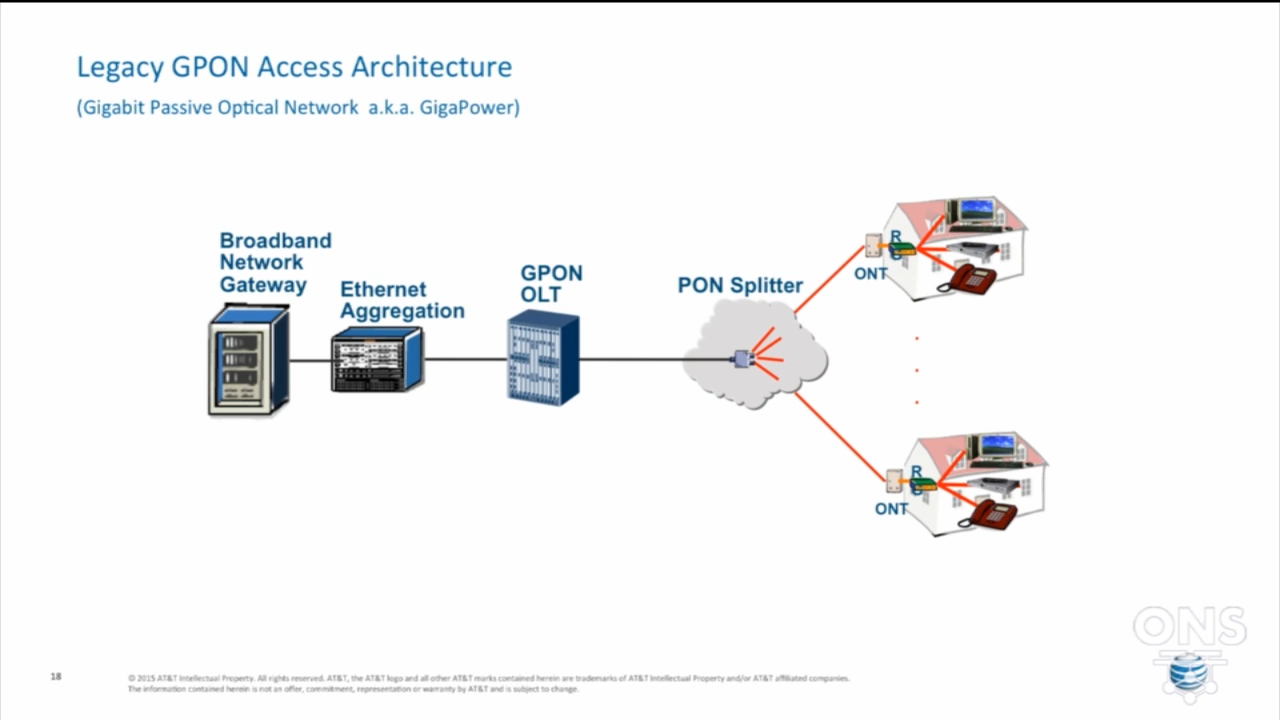 Legacy GPON Access Architecture
(Gigabit Passive Optical Network a.k.a. GigaPower)
Broadband
Network
Gateway
Ethernet
Aggregation
GPON
OLT
PON Splitter
R
G
ONT
R
G
ONT
ONS
18
© 2015 AT&T Intellectual Property. All rights reserved. AT&T, the AT&T logo and all other AT&T marks contained herein are trademarks of AT&T Intellectual Property and/or AT&T affiliated companies.
The information contained herein is not an offer, commitment, representation or warranty by AT&T and is subject to change.